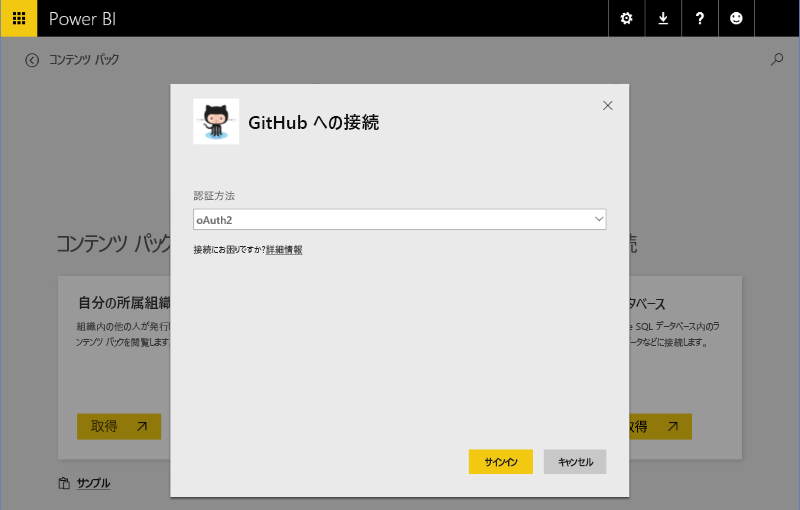 Power BI
?
コンテンツ パック
GitHub への接続
認証方法
oAuth2
接続にお困りですか?詳細情報
サインイン
キャンセル
コンテンツ パック
続
自分の所属組織
組織内の他の人が発行
ンテンツ パックを閲覧します
取得
タベース
SQL データベース内のラ
ータなどに接続します。
取得
サンプル